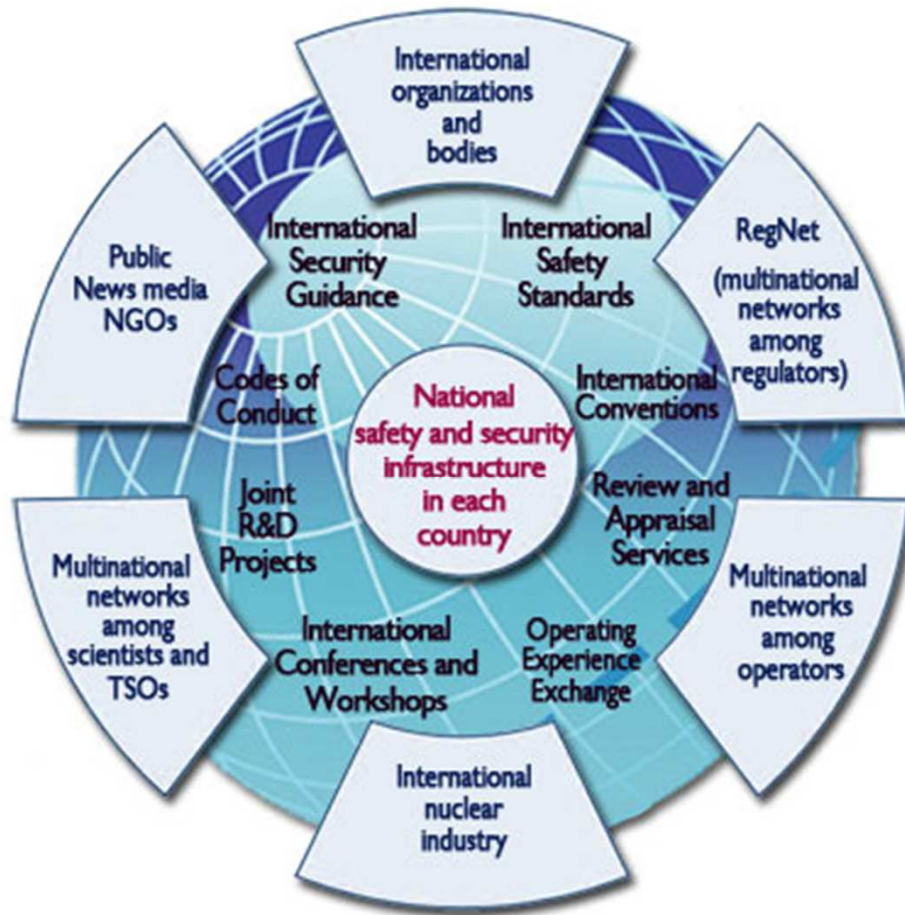 International
organizations
and
bodies
Public
News media
NGOs
International
Security
Guidance
International
Safety
Standards
RegNet
(multinational
networks
among
regulators)
Codes of
Conduct
National
safety and security
infrastructure
in each
country
International
Conventions
Joint
R&D
Projects
Review and
Appraisal
Services
Multinational
networks
among
scientists and
TSOs
International
Conferences and
Workshops
Operating
Experience
Exchange
Multinational
networks
among
operators
International
nuclear
industry